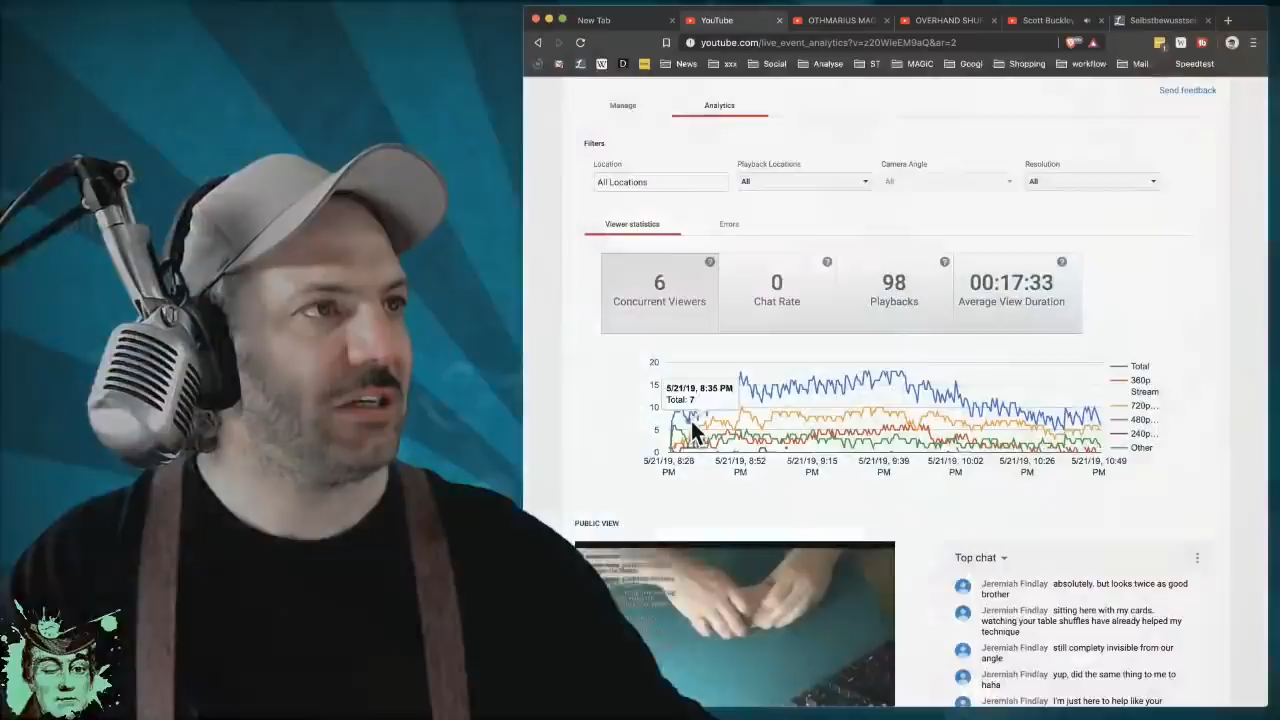 New Tab
YouTube
OTHMARIUS MAG
OVERHAND SHUF
Scott Buckley
Selbstbewusstsei
youtube.com/live_event_analytics?v=z20WIeEM9aQ&ar=2
News
xxx
Social
Analyse
ST
MAGiC
Googl
Shopping
workflow
Mail
Speedtest
Send feedback
Manage
Analytics
Filters
Location
Playback Locations
Camera Angle
Resolution
All Locations
All
All
All
Viewer statistics
Errors
6
0
98
00:17:33
Concurrent Viewers
Chat Rate
Playbacks
Average View Duration
20
15
10
5
0
5/21/19, 8:35 PM
Total: 7
Total
360p
Stream
720p...
480p...
240p...
Other
5/21/19, 8:28 PM
5/21/19, 8:52 PM
5/21/19, 9:15 PM
5/21/19, 9:39 PM
5/21/19, 10:02 PM
5/21/19, 10:26 PM
5/21/19, 10:49 PM
PUBLIC VIEW
Top chat
Jeremiah Findlay absolutely. but looks twice as good
brother
Jeremiah Findlay sitting here with my cards.
watching your table shuffles have already helped my
technique
Jeremiah Findlay still complety invisible from our
angle
Jeremiah Findlay yup, did the same thing to me to
haha
Jeremiah Findlay I'm just here to help like your